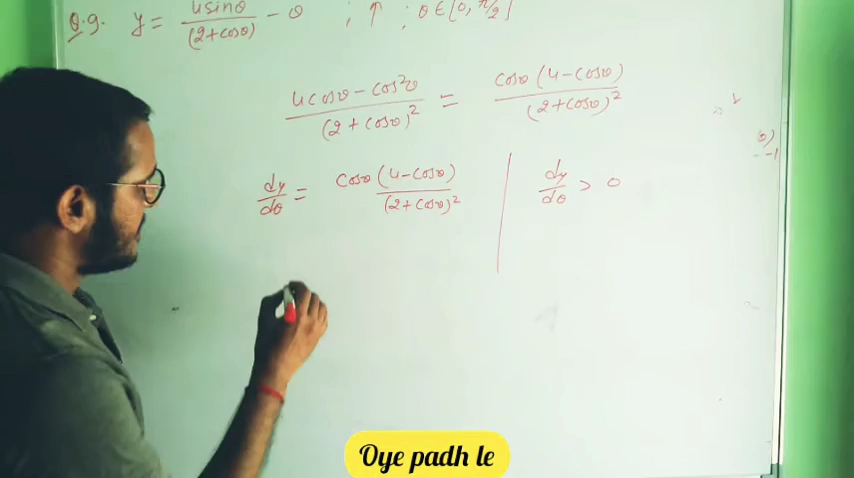 Q.9. y = 4sinθ/(2+cosθ) - θ ; ↑ ; θ∈[0, π/2]
4cosθ - cos²θ/(2+cosθ)² = cosθ(4-cosθ)/(2+cosθ)²
dy/dθ = cosθ(4-cosθ)/(2+cosθ)² | dy/dθ > 0
Oye padh le